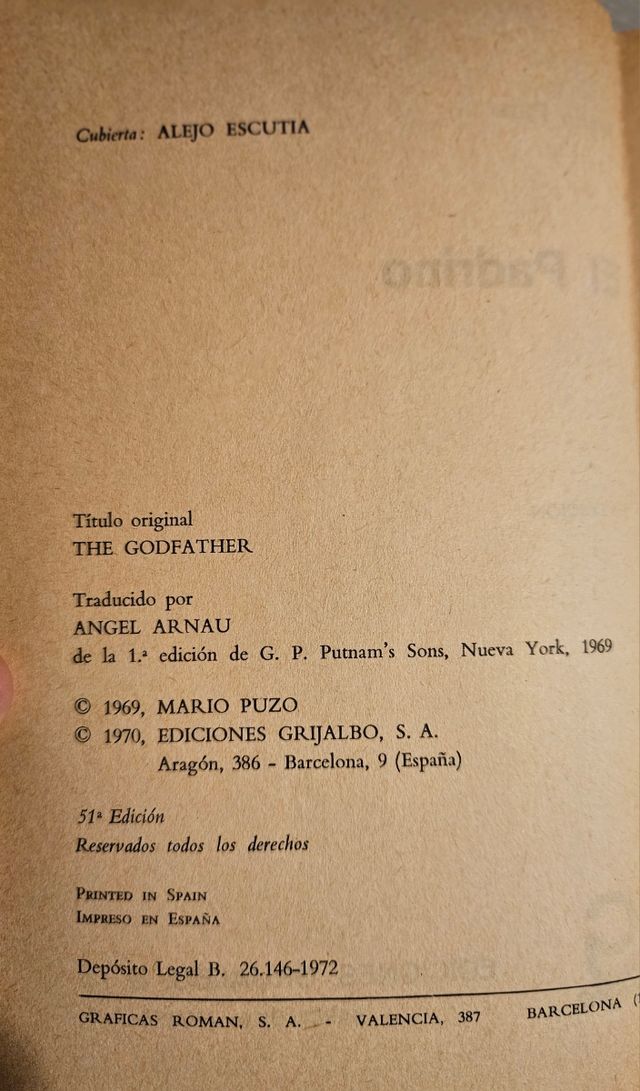 Cubierta: ALEJO ESCUTIA
Título original
THE GODFATHER
Traducido por
ANGEL ARNAU
de la 1.ª edición de G. P. Putnam's Sons, Nueva York, 1969
© 1969, MARIO PUZO
© 1970, EDICIONES GRIJALBO, S. A.
Aragón, 386 - Barcelona, 9 (España)
51ª Edición
Reservados todos los derechos
PRINTED IN SPAIN
IMPRESO EN ESPAÑA
Depósito Legal B. 26.146-1972
GRAFICAS ROMAN, S. A. - VALENCIA, 387 BARCELONA